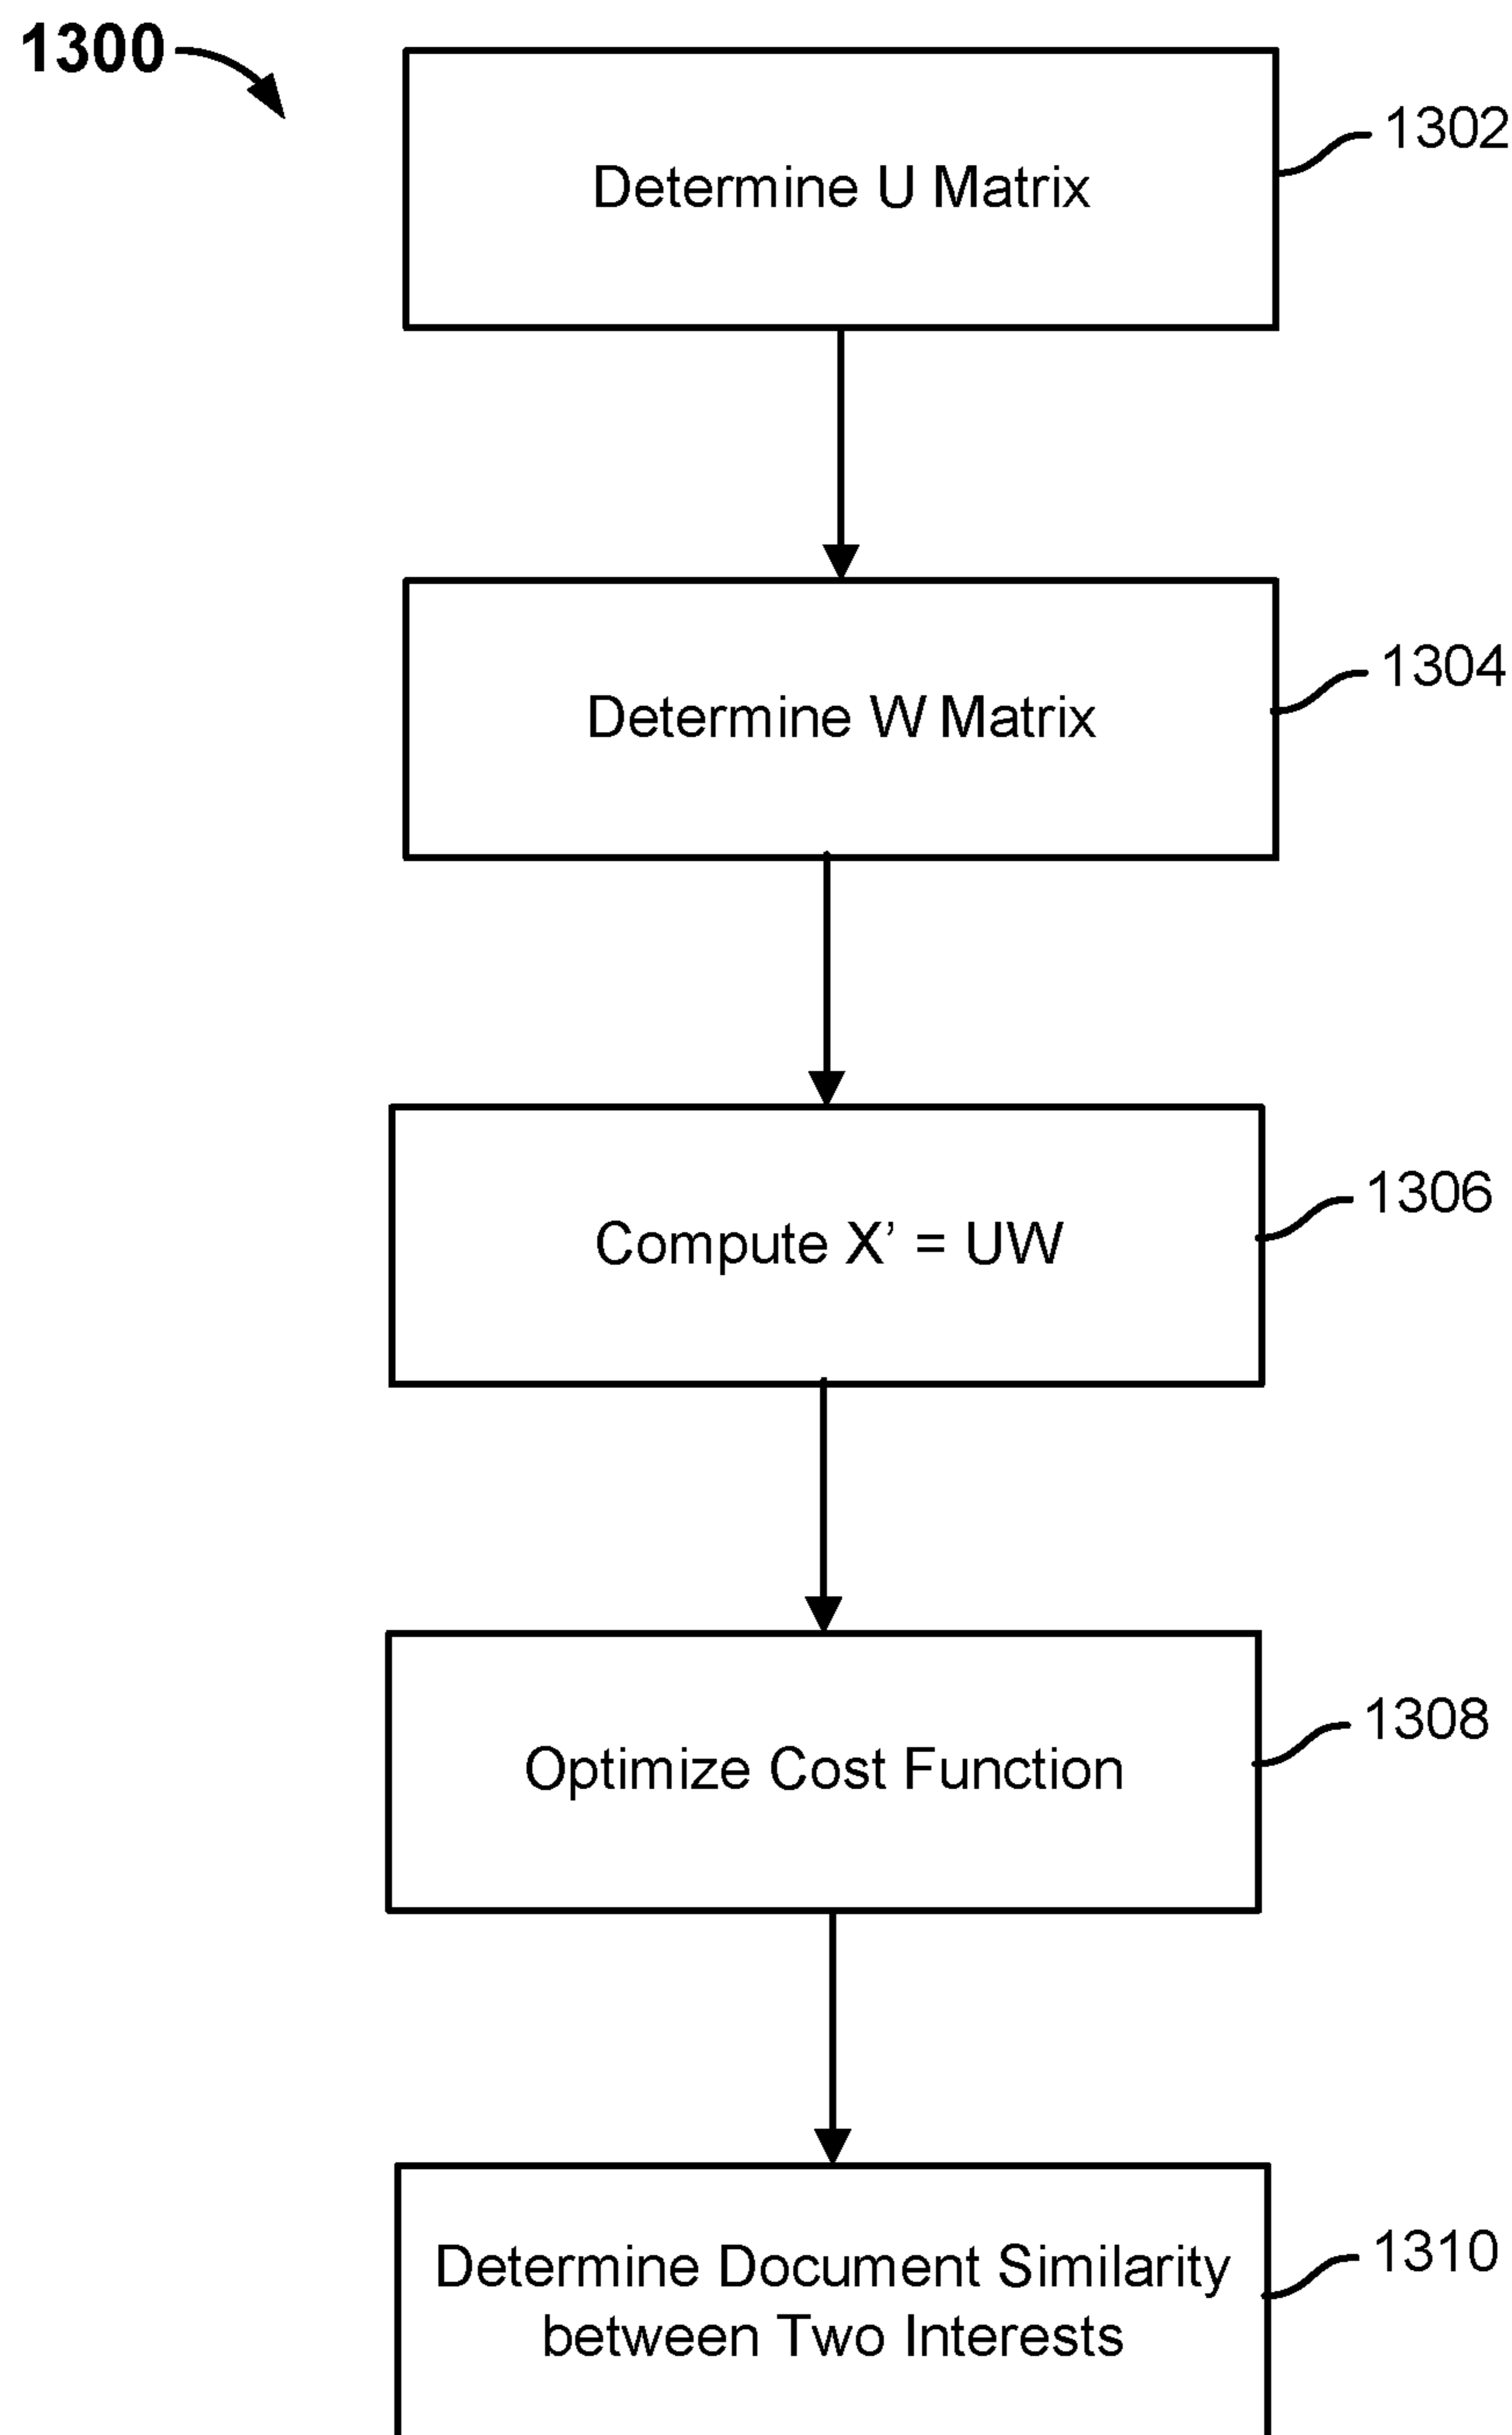 1300
1302
Determine U Matrix
1304
Determine W Matrix
1306
Compute X’ = UW
1308
Optimize Cost Function
1310
Determine Document Similarity
between Two Interests